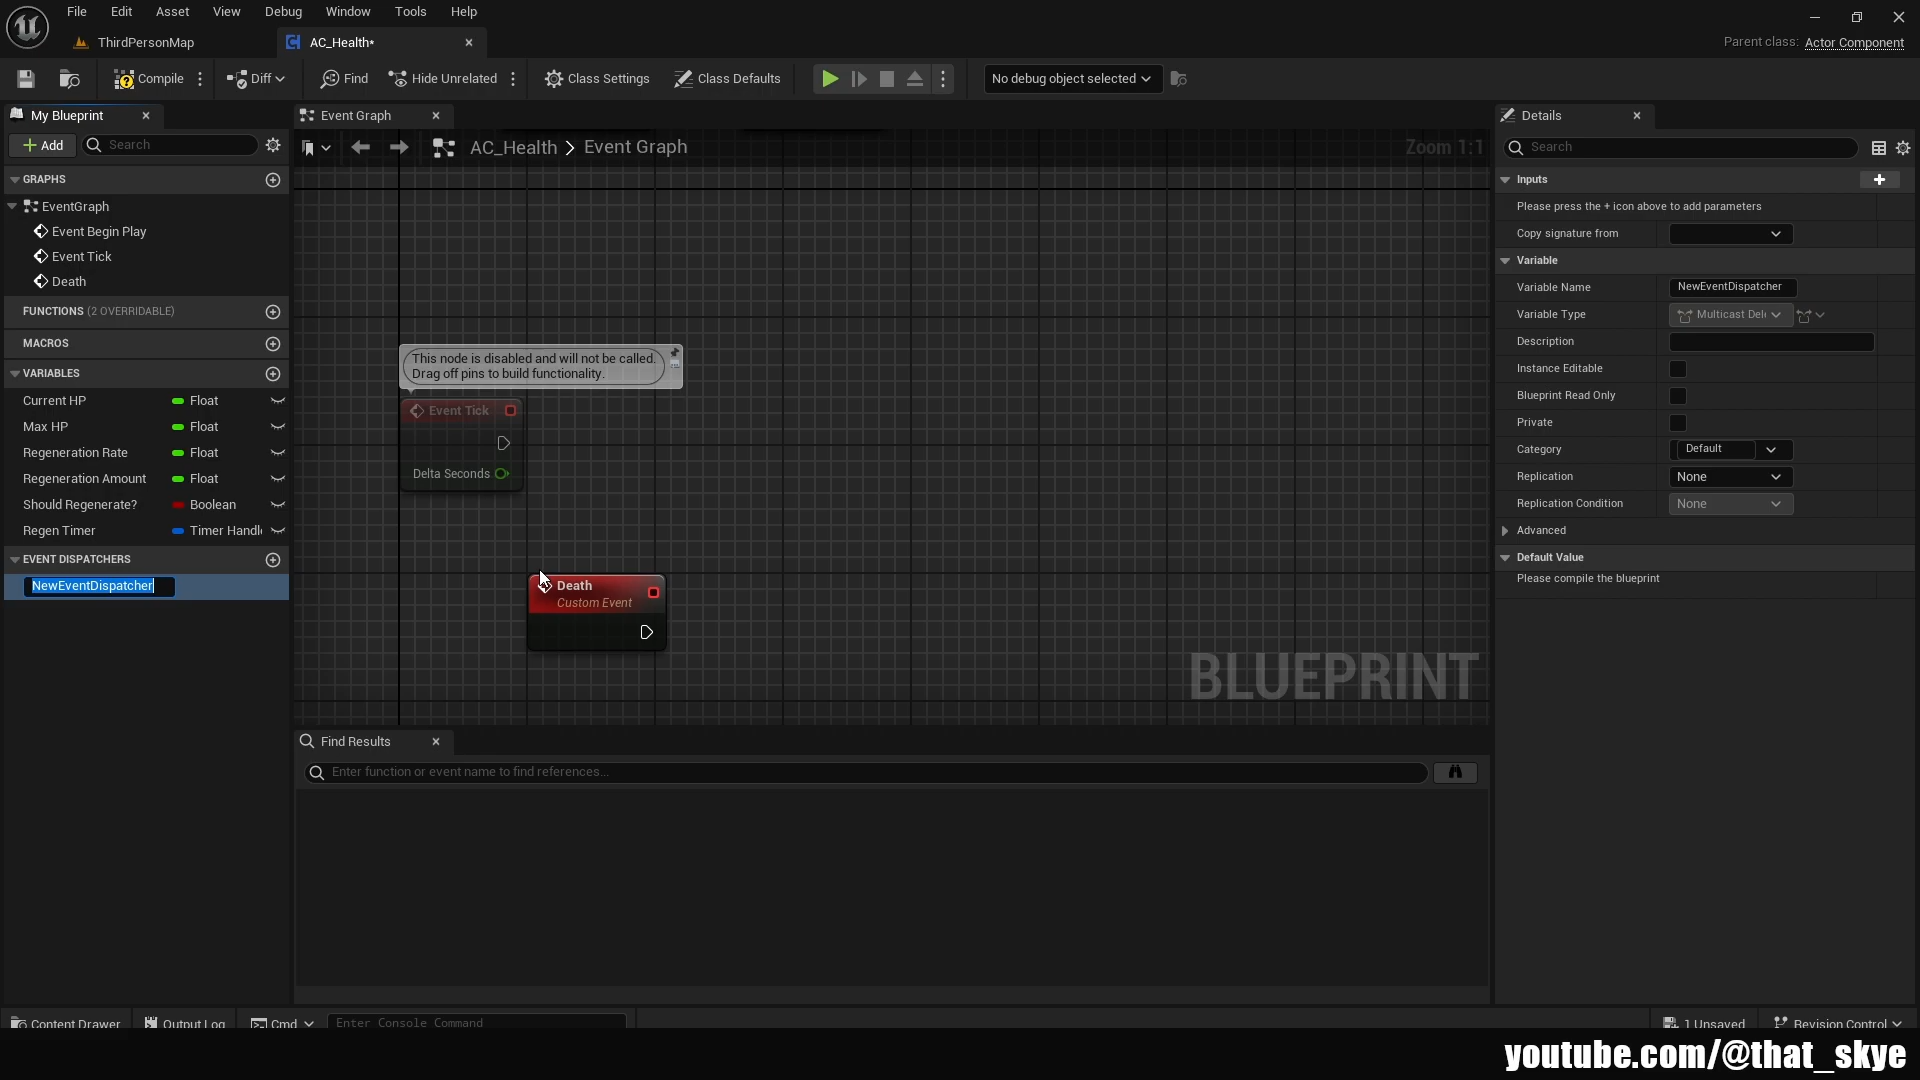 File Edit Asset View Debug Window Tools Help
ThirdPersonMap
AC_Health*
Parent class: Actor Component
Compile
Diff
Find
Hide Unrelated
Class Settings
Class Defaults
No debug object selected
My Blueprint
Add
Search
GRAPHS
EventGraph
Event Begin Play
Event Tick
Death
FUNCTIONS (2 OVERRIDABLE)
MACROS
VARIABLES
Current HP Float
Max HP Float
Regeneration Rate Float
Regeneration Amount Float
Should Regenerate? Boolean
Regen Timer Timer Handl
EVENT DISPATCHERS
NewEventDispatcher
Event Graph
AC_Health > Event Graph
Zoom 1:1
This node is disabled and will not be called.
Drag off pins to build functionality.
Event Tick
Delta Seconds
Death
Custom Event
BLUEPRINT
Find Results
Enter function or event name to find references...
Details
Search
Inputs
Please press the + icon above to add parameters
Copy signature from
Variable
Variable Name NewEventDispatcher
Variable Type Multicast Del
Description
Instance Editable
Blueprint Read Only
Private
Category Default
Replication None
Replication Condition None
Advanced
Default Value
Please compile the blueprint
Content Drawer
Output Log
Cmd
Enter Console Command
1 Unsaved
Revision Control
youtube.com/@that_skye